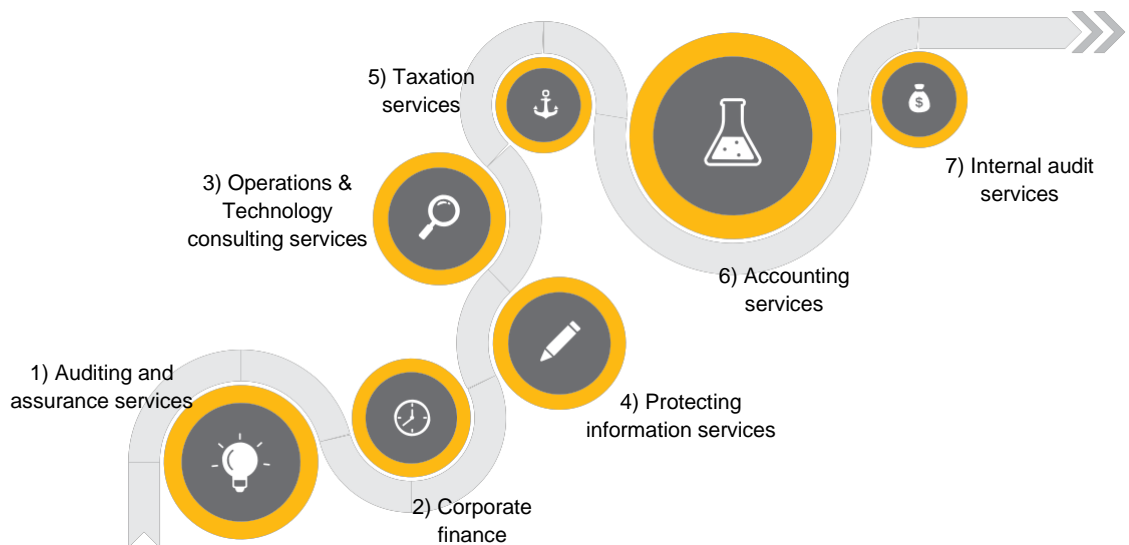 1) Auditing and
assurance services
2) Corporate
finance
3) Operations &
Technology
consulting services
4) Protecting
information services
5) Taxation
services
6) Accounting
services
7) Internal audit
services
$